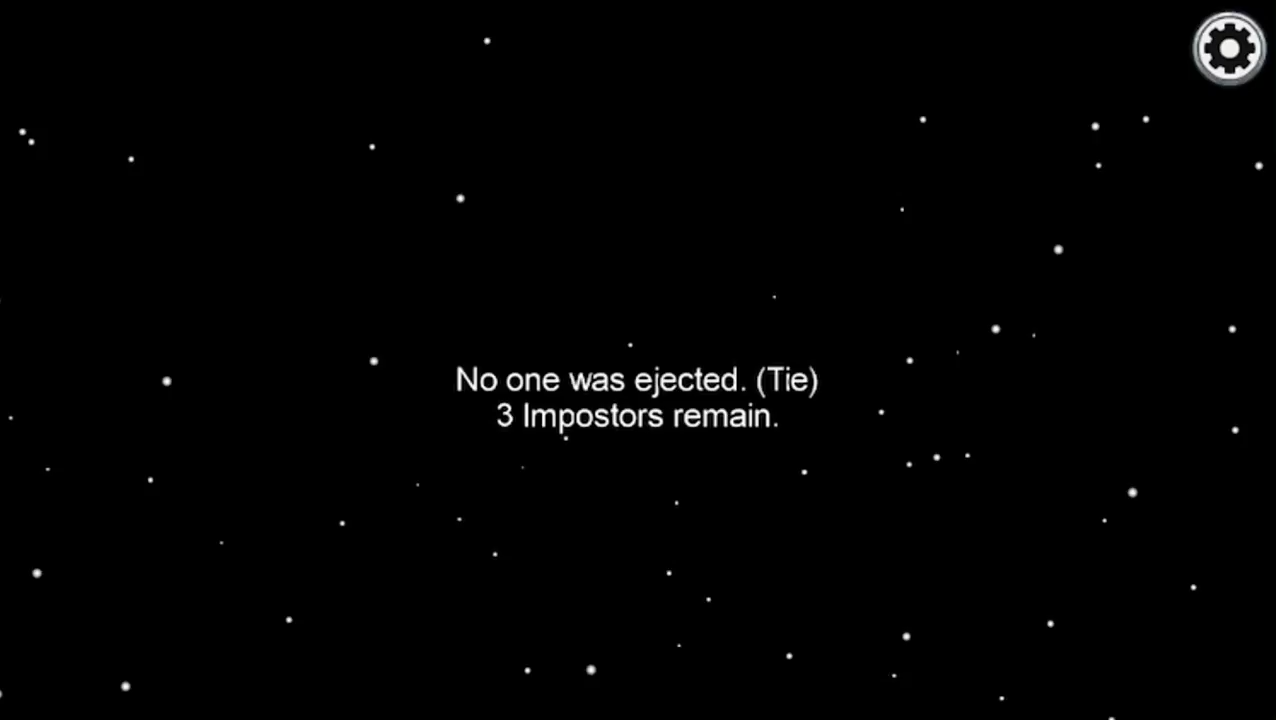 No one was ejected. (Tie)
3 Impostors remain.